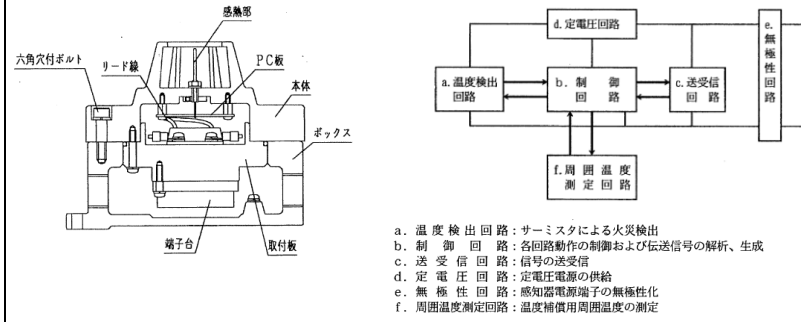 感熱部
リード線
PC板
六角穴付ボルト
本体
ボックス
端子台
取付板
d. 定電圧回路
e. 無極性回路
a. 温度検出回路
b. 制御回路
c. 送受信回路
f. 周囲温度測定回路
a. 温度検出回路：サーミスタによる火災検出
b. 制御回路：各回路動作の制御および伝送信号の解析、生成
c. 送受信回路：信号の送受信
d. 定電圧回路：定電圧電源の供給
e. 無極性回路：感知器電源端子の無極性化
f. 周囲温度測定回路：温度補償用周囲温度の測定